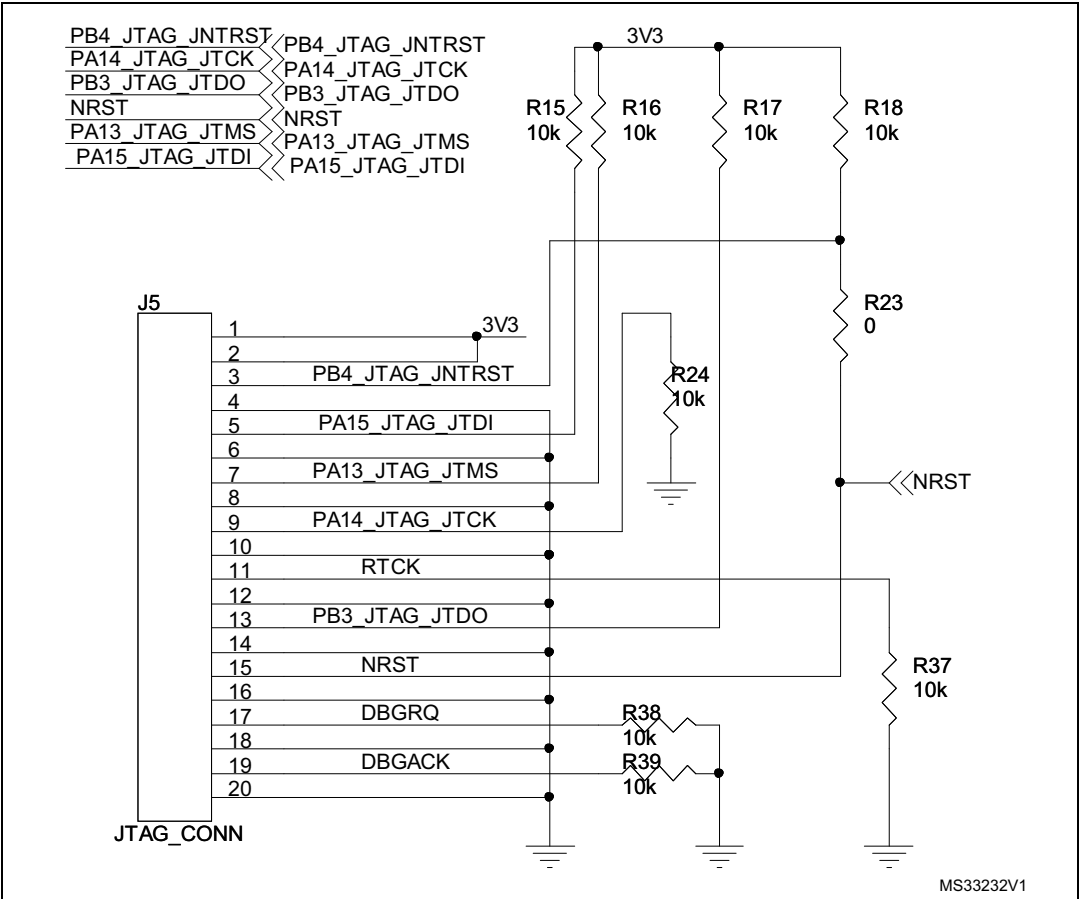 PB4_JTAG_JNTRST
PB4_JTAG_JNTRST
PA14_JTAG_JTCK
PA14_JTAG_JTCK
PB3_JTAG_JTDO
PB3_JTAG_JTDO
NRST
NRST
PA13_JTAG_JTMS
PA13_JTAG_JTMS
PA15_JTAG_JTDI
PA15_JTAG_JTDI
3V3
R15
10k
R16
10k
R17
10k
R18
10k
R23
0
J5
1
3V3
2
3 PB4_JTAG_JNTRST
4
5 PA15_JTAG_JTDI
6
7 PA13_JTAG_JTMS
8
9 PA14_JTAG_JTCK
10
11 RTCK
12
13 PB3_JTAG_JTDO
14
15 NRST
16
17 DBGRQ
18
19 DBGACK
20
JTAG_CONN
R24
10k
NRST
R37
10k
R38
10k
R39
10k
MS33232V1